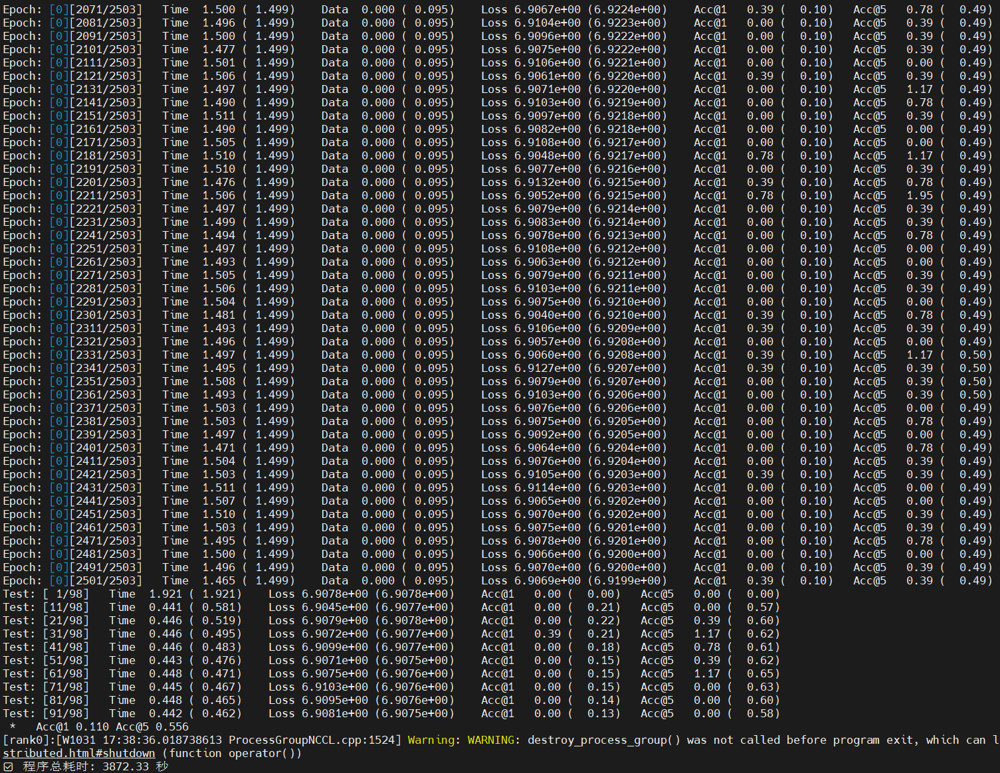 Epoch: [0][2071/2503]   Time  1.500 ( 1.499)    Data  0.000 ( 0.095)    Loss 6.9067e+00 (6.9224e+00)    Acc@1   0.39 (  0.10)   Acc@5   0.78 (  0.49)
Epoch: [0][2081/2503]   Time  1.496 ( 1.499)    Data  0.000 ( 0.095)    Loss 6.9104e+00 (6.9223e+00)    Acc@1   0.00 (  0.10)   Acc@5   0.39 (  0.49)
Epoch: [0][2091/2503]   Time  1.500 ( 1.499)    Data  0.000 ( 0.095)    Loss 6.9096e+00 (6.9222e+00)    Acc@1   0.00 (  0.10)   Acc@5   0.39 (  0.49)
Epoch: [0][2101/2503]   Time  1.477 ( 1.499)    Data  0.000 ( 0.095)    Loss 6.9075e+00 (6.9222e+00)    Acc@1   0.00 (  0.10)   Acc@5   0.39 (  0.49)
Epoch: [0][2111/2503]   Time  1.501 ( 1.499)    Data  0.000 ( 0.095)    Loss 6.9106e+00 (6.9221e+00)    Acc@1   0.00 (  0.10)   Acc@5   0.00 (  0.49)
Epoch: [0][2121/2503]   Time  1.506 ( 1.499)    Data  0.000 ( 0.095)    Loss 6.9061e+00 (6.9220e+00)    Acc@1   0.39 (  0.10)   Acc@5   0.39 (  0.49)
Epoch: [0][2131/2503]   Time  1.497 ( 1.499)    Data  0.000 ( 0.095)    Loss 6.9071e+00 (6.9220e+00)    Acc@1   0.00 (  0.10)   Acc@5   1.17 (  0.49)
Epoch: [0][2141/2503]   Time  1.490 ( 1.499)    Data  0.000 ( 0.095)    Loss 6.9103e+00 (6.9219e+00)    Acc@1   0.00 (  0.10)   Acc@5   0.78 (  0.49)
Epoch: [0][2151/2503]   Time  1.511 ( 1.499)    Data  0.000 ( 0.095)    Loss 6.9097e+00 (6.9218e+00)    Acc@1   0.00 (  0.10)   Acc@5   0.39 (  0.49)
Epoch: [0][2161/2503]   Time  1.490 ( 1.499)    Data  0.000 ( 0.095)    Loss 6.9082e+00 (6.9218e+00)    Acc@1   0.00 (  0.10)   Acc@5   0.00 (  0.49)
Epoch: [0][2171/2503]   Time  1.505 ( 1.499)    Data  0.000 ( 0.095)    Loss 6.9108e+00 (6.9217e+00)    Acc@1   0.00 (  0.10)   Acc@5   0.00 (  0.49)
Epoch: [0][2181/2503]   Time  1.510 ( 1.499)    Data  0.000 ( 0.095)    Loss 6.9048e+00 (6.9217e+00)    Acc@1   0.78 (  0.10)   Acc@5   1.17 (  0.49)
Epoch: [0][2191/2503]   Time  1.510 ( 1.499)    Data  0.000 ( 0.095)    Loss 6.9077e+00 (6.9216e+00)    Acc@1   0.00 (  0.10)   Acc@5   0.39 (  0.49)
Epoch: [0][2201/2503]   Time  1.476 ( 1.499)    Data  0.000 ( 0.095)    Loss 6.9132e+00 (6.9215e+00)    Acc@1   0.39 (  0.10)   Acc@5   0.78 (  0.49)
Epoch: [0][2211/2503]   Time  1.506 ( 1.499)    Data  0.000 ( 0.095)    Loss 6.9052e+00 (6.9215e+00)    Acc@1   0.78 (  0.10)   Acc@5   1.95 (  0.49)
Epoch: [0][2221/2503]   Time  1.497 ( 1.499)    Data  0.000 ( 0.095)    Loss 6.9079e+00 (6.9214e+00)    Acc@1   0.00 (  0.10)   Acc@5   0.39 (  0.49)
Epoch: [0][2231/2503]   Time  1.499 ( 1.499)    Data  0.000 ( 0.095)    Loss 6.9083e+00 (6.9214e+00)    Acc@1   0.00 (  0.10)   Acc@5   0.39 (  0.49)
Epoch: [0][2241/2503]   Time  1.494 ( 1.499)    Data  0.000 ( 0.095)    Loss 6.9078e+00 (6.9213e+00)    Acc@1   0.00 (  0.10)   Acc@5   0.78 (  0.49)
Epoch: [0][2251/2503]   Time  1.497 ( 1.499)    Data  0.000 ( 0.095)    Loss 6.9108e+00 (6.9212e+00)    Acc@1   0.00 (  0.10)   Acc@5   0.00 (  0.49)
Epoch: [0][2261/2503]   Time  1.493 ( 1.499)    Data  0.000 ( 0.095)    Loss 6.9063e+00 (6.9212e+00)    Acc@1   0.00 (  0.10)   Acc@5   0.00 (  0.49)
Epoch: [0][2271/2503]   Time  1.505 ( 1.499)    Data  0.000 ( 0.095)    Loss 6.9079e+00 (6.9211e+00)    Acc@1   0.00 (  0.10)   Acc@5   0.39 (  0.49)
Epoch: [0][2281/2503]   Time  1.506 ( 1.499)    Data  0.000 ( 0.095)    Loss 6.9103e+00 (6.9211e+00)    Acc@1   0.00 (  0.10)   Acc@5   0.39 (  0.49)
Epoch: [0][2291/2503]   Time  1.504 ( 1.499)    Data  0.000 ( 0.095)    Loss 6.9075e+00 (6.9210e+00)    Acc@1   0.00 (  0.10)   Acc@5   0.00 (  0.49)
Epoch: [0][2301/2503]   Time  1.481 ( 1.499)    Data  0.000 ( 0.095)    Loss 6.9040e+00 (6.9210e+00)    Acc@1   0.39 (  0.10)   Acc@5   0.78 (  0.49)
Epoch: [0][2311/2503]   Time  1.493 ( 1.499)    Data  0.000 ( 0.095)    Loss 6.9106e+00 (6.9209e+00)    Acc@1   0.39 (  0.10)   Acc@5   0.39 (  0.49)
Epoch: [0][2321/2503]   Time  1.496 ( 1.499)    Data  0.000 ( 0.095)    Loss 6.9057e+00 (6.9208e+00)    Acc@1   0.00 (  0.10)   Acc@5   0.00 (  0.49)
Epoch: [0][2331/2503]   Time  1.497 ( 1.499)    Data  0.000 ( 0.095)    Loss 6.9060e+00 (6.9208e+00)    Acc@1   0.39 (  0.10)   Acc@5   1.17 (  0.50)
Epoch: [0][2341/2503]   Time  1.495 ( 1.499)    Data  0.000 ( 0.095)    Loss 6.9127e+00 (6.9207e+00)    Acc@1   0.39 (  0.10)   Acc@5   0.39 (  0.50)
Epoch: [0][2351/2503]   Time  1.508 ( 1.499)    Data  0.000 ( 0.095)    Loss 6.9079e+00 (6.9207e+00)    Acc@1   0.00 (  0.10)   Acc@5   0.39 (  0.50)
Epoch: [0][2361/2503]   Time  1.493 ( 1.499)    Data  0.000 ( 0.095)    Loss 6.9103e+00 (6.9206e+00)    Acc@1   0.00 (  0.10)   Acc@5   0.39 (  0.50)
Epoch: [0][2371/2503]   Time  1.503 ( 1.499)    Data  0.000 ( 0.095)    Loss 6.9076e+00 (6.9206e+00)    Acc@1   0.00 (  0.10)   Acc@5   0.00 (  0.49)
Epoch: [0][2381/2503]   Time  1.503 ( 1.499)    Data  0.000 ( 0.095)    Loss 6.9075e+00 (6.9205e+00)    Acc@1   0.00 (  0.10)   Acc@5   0.78 (  0.49)
Epoch: [0][2391/2503]   Time  1.497 ( 1.499)    Data  0.000 ( 0.095)    Loss 6.9092e+00 (6.9205e+00)    Acc@1   0.00 (  0.10)   Acc@5   0.00 (  0.49)
Epoch: [0][2401/2503]   Time  1.471 ( 1.499)    Data  0.000 ( 0.095)    Loss 6.9064e+00 (6.9204e+00)    Acc@1   0.00 (  0.10)   Acc@5   0.78 (  0.49)
Epoch: [0][2411/2503]   Time  1.504 ( 1.499)    Data  0.000 ( 0.095)    Loss 6.9076e+00 (6.9204e+00)    Acc@1   0.00 (  0.10)   Acc@5   0.39 (  0.49)
Epoch: [0][2421/2503]   Time  1.503 ( 1.499)    Data  0.000 ( 0.095)    Loss 6.9105e+00 (6.9203e+00)    Acc@1   0.39 (  0.10)   Acc@5   0.39 (  0.49)
Epoch: [0][2431/2503]   Time  1.511 ( 1.499)    Data  0.000 ( 0.095)    Loss 6.9114e+00 (6.9203e+00)    Acc@1   0.00 (  0.10)   Acc@5   0.00 (  0.49)
Epoch: [0][2441/2503]   Time  1.507 ( 1.499)    Data  0.000 ( 0.095)    Loss 6.9065e+00 (6.9202e+00)    Acc@1   0.00 (  0.10)   Acc@5   0.00 (  0.49)
Epoch: [0][2451/2503]   Time  1.510 ( 1.499)    Data  0.000 ( 0.095)    Loss 6.9070e+00 (6.9202e+00)    Acc@1   0.00 (  0.10)   Acc@5   0.39 (  0.49)
Epoch: [0][2461/2503]   Time  1.503 ( 1.499)    Data  0.000 ( 0.095)    Loss 6.9075e+00 (6.9201e+00)    Acc@1   0.00 (  0.10)   Acc@5   0.39 (  0.49)
Epoch: [0][2471/2503]   Time  1.495 ( 1.499)    Data  0.000 ( 0.095)    Loss 6.9078e+00 (6.9201e+00)    Acc@1   0.00 (  0.10)   Acc@5   0.78 (  0.49)
Epoch: [0][2481/2503]   Time  1.500 ( 1.499)    Data  0.000 ( 0.095)    Loss 6.9066e+00 (6.9200e+00)    Acc@1   0.00 (  0.10)   Acc@5   0.00 (  0.49)
Epoch: [0][2491/2503]   Time  1.496 ( 1.499)    Data  0.000 ( 0.095)    Loss 6.9070e+00 (6.9200e+00)    Acc@1   0.00 (  0.10)   Acc@5   0.39 (  0.49)
Epoch: [0][2501/2503]   Time  1.465 ( 1.499)    Data  0.000 ( 0.095)    Loss 6.9069e+00 (6.9199e+00)    Acc@1   0.39 (  0.10)   Acc@5   0.39 (  0.49)
Test: [ 1/98]   Time  1.921 ( 1.921)    Loss 6.9078e+00 (6.9078e+00)    Acc@1   0.00 (  0.00)   Acc@5   0.00 (  0.00)
Test: [11/98]   Time  0.441 ( 0.581)    Loss 6.9045e+00 (6.9077e+00)    Acc@1   0.00 (  0.21)   Acc@5   0.00 (  0.57)
Test: [21/98]   Time  0.446 ( 0.519)    Loss 6.9079e+00 (6.9078e+00)    Acc@1   0.00 (  0.22)   Acc@5   0.39 (  0.60)
Test: [31/98]   Time  0.446 ( 0.495)    Loss 6.9072e+00 (6.9077e+00)    Acc@1   0.39 (  0.21)   Acc@5   1.17 (  0.62)
Test: [41/98]   Time  0.446 ( 0.483)    Loss 6.9099e+00 (6.9077e+00)    Acc@1   0.00 (  0.18)   Acc@5   0.78 (  0.61)
Test: [51/98]   Time  0.443 ( 0.476)    Loss 6.9071e+00 (6.9075e+00)    Acc@1   0.00 (  0.15)   Acc@5   0.39 (  0.62)
Test: [61/98]   Time  0.448 ( 0.471)    Loss 6.9075e+00 (6.9076e+00)    Acc@1   0.00 (  0.15)   Acc@5   1.17 (  0.65)
Test: [71/98]   Time  0.445 ( 0.467)    Loss 6.9103e+00 (6.9076e+00)    Acc@1   0.00 (  0.15)   Acc@5   0.00 (  0.63)
Test: [81/98]   Time  0.448 ( 0.465)    Loss 6.9095e+00 (6.9076e+00)    Acc@1   0.00 (  0.14)   Acc@5   0.00 (  0.60)
Test: [91/98]   Time  0.442 ( 0.462)    Loss 6.9081e+00 (6.9075e+00)    Acc@1   0.00 (  0.13)   Acc@5   0.00 (  0.58)
 *   Acc@1 0.110 Acc@5 0.556
[rank0]:[W1031 17:38:36.018738613 ProcessGroupNCCL.cpp:1524] Warning: WARNING: destroy_process_group() was not called before program exit, which can l
stributed.html#shutdown (function operator())
☑ 程序总耗时: 3872.33 秒